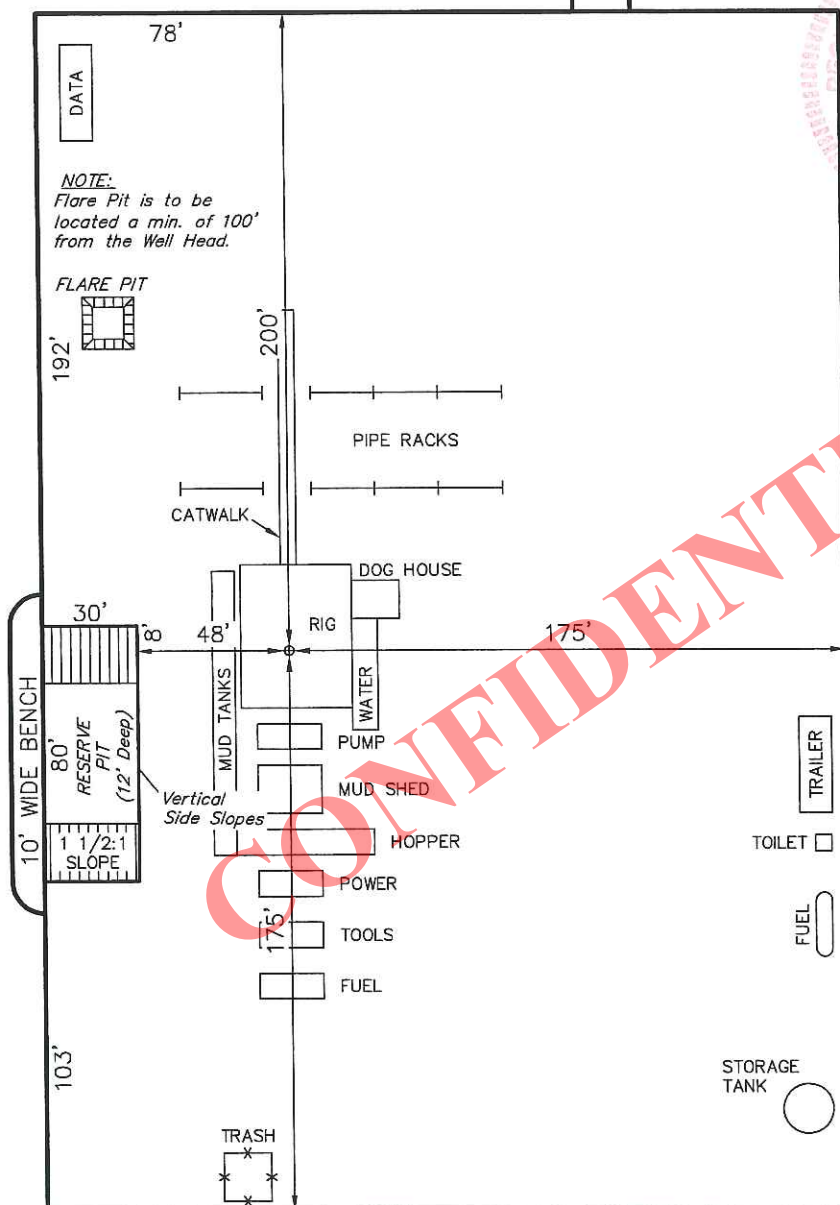 78'
DATA
NOTE:
Flare Pit is to be
located a min. of 100'
from the Well Head.
FLARE PIT
192'
200'
PIPE RACKS
CATWALK
DOG HOUSE
RIG
30'
8'
48'
175'
10' WIDE BENCH
80'
RESERVE
PIT
(12' Deep)
MUD TANKS
WATER
PUMP
Vertical
Side Slopes
MUD SHED
TRAILER
1 1/2:1
SLOPE
HOPPER
TOILET
POWER
175'
TOOLS
FUEL
FUEL
103'
STORAGE
TANK
TRASH
CONFIDENT